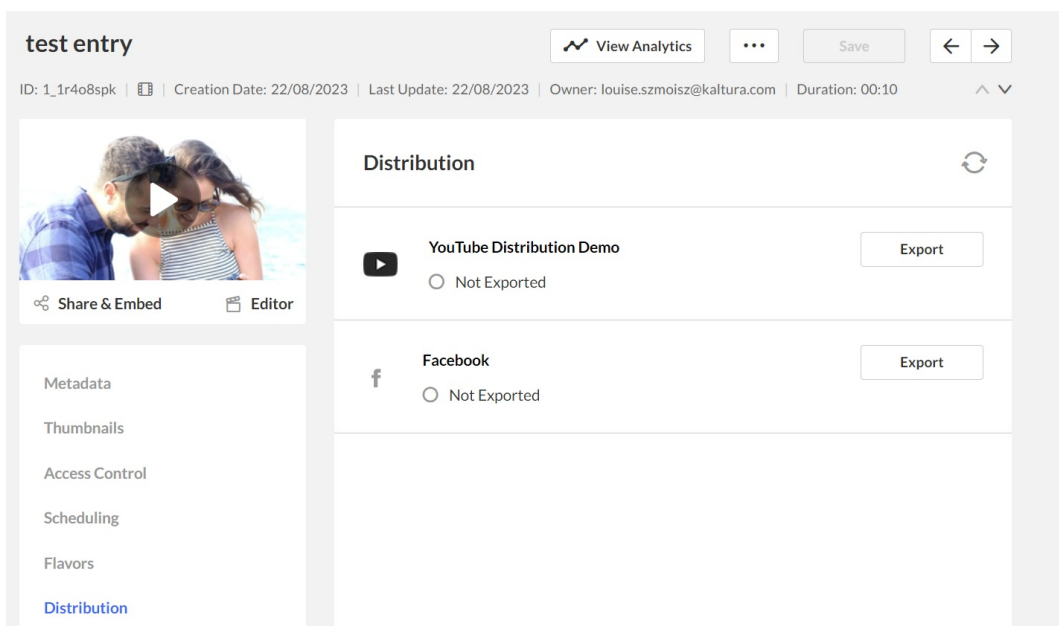 test entry
View Analytics
Save
ID: 1_1r4o8spk | Creation Date: 22/08/2023 | Last Update: 22/08/2023 | Owner: louise.szmoisz@kaltura.com | Duration: 00:10
Share & Embed
Editor
Metadata
Thumbnails
Access Control
Scheduling
Flavors
Distribution
Distribution
YouTube Distribution Demo
Not Exported
Export
Facebook
Not Exported
Export